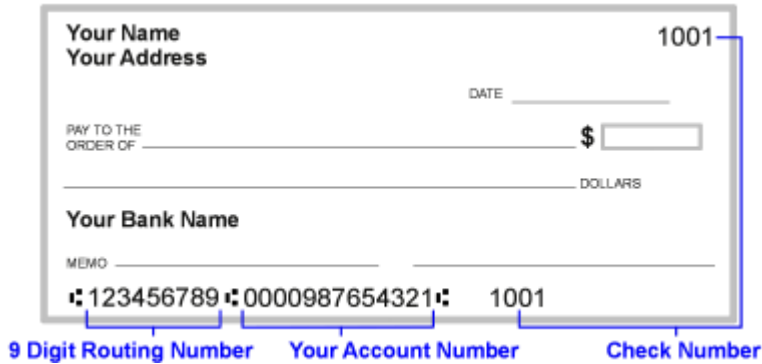 Your Name 1001
Your Address
DATE
PAY TO THE
ORDER OF $
DOLLARS
Your Bank Name
MEMO
⑆123456789⑆0000987654321⑆ 1001
9 Digit Routing Number Your Account Number Check Number